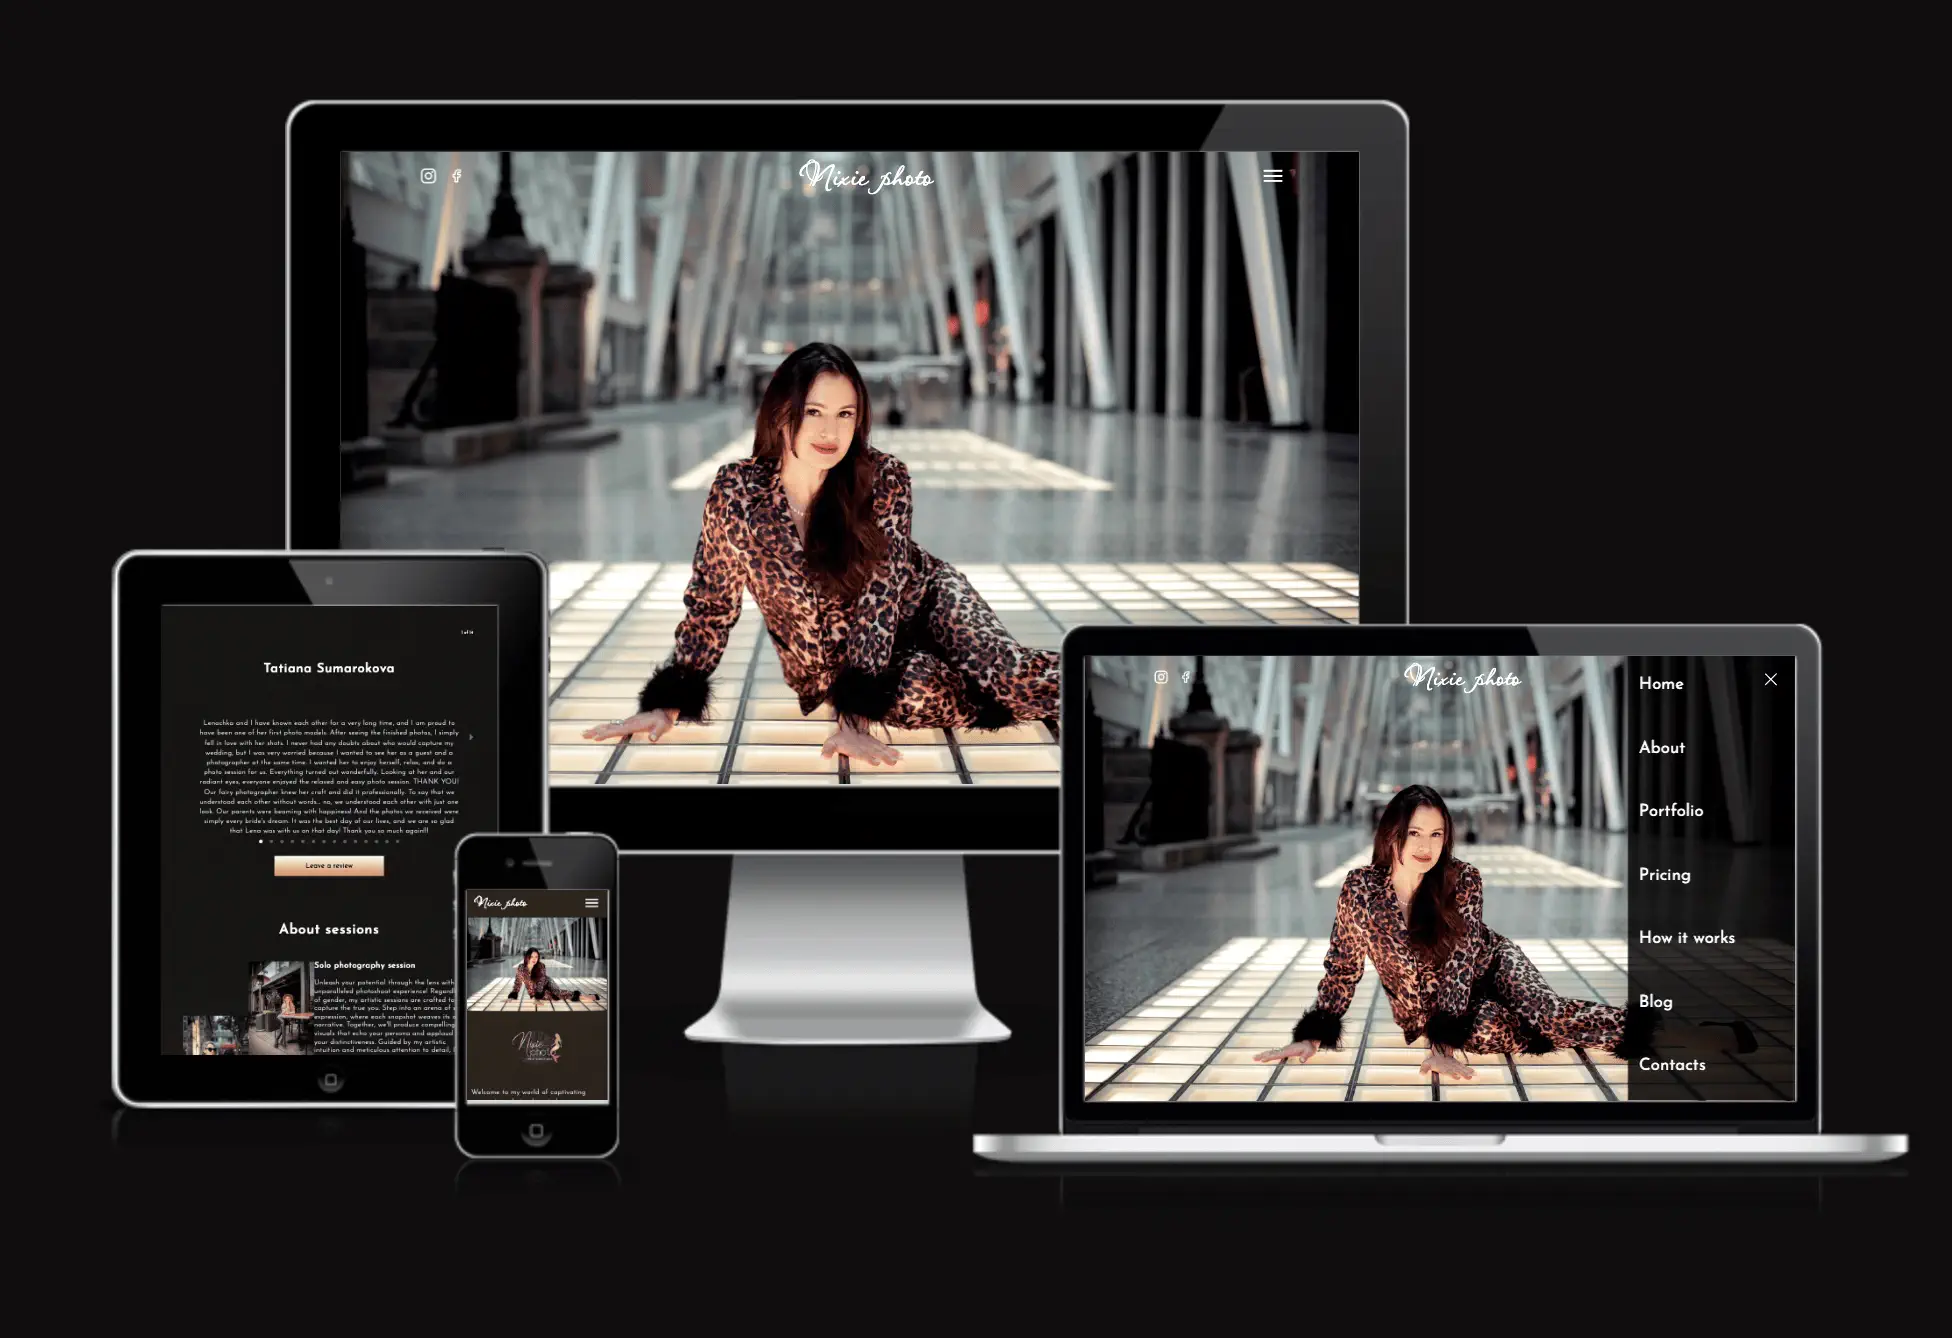 Nixie photo
1 of 14
Tatiana Sumarokova
Lenochka and I have known each other for a very long time, and I am proud to
have been one of her first photo models. After seeing the finished photos, I simply
fell in love with her shots. I never had any doubts about who would capture my
wedding, but I was very worried because I wanted to see her as a guest and a
photographer at the same time. I wanted her to enjoy herself, relax, and do a
photo session for us. Everything turned out wonderfully. Looking at her and our
radiant eyes, everyone enjoyed the relaxed and easy photo session. THANK YOU!
Our fairy photographer knew her craft and did it professionally. To say that we
understood each other without words... no, we understood each other with just one
look. Our parents were beaming with happiness! And the photos we received were
simply every bride's dream. It was the best day of our lives, and we are so glad
that Lena was with us on that day! Thank you so much again!!!
Leave a review
About sessions
Solo photography session
Unleash your potential through the lens with
unparalleled photoshoot experience! Regardl
of gender, my artistic sessions are crafted to
capture the true you. Step into an arena of
expression, where each snapshot weaves its
narrative. Together, we'll produce compelling
visuals that echo your persona and applaud
your distinctiveness. Guided by my artistic
intuition and meticulous attention to detail,
Nixie photo
Nixie
photo
Welcome to my world of captivating
Nixie photo
Home
About
Portfolio
Pricing
How it works
Blog
Contacts